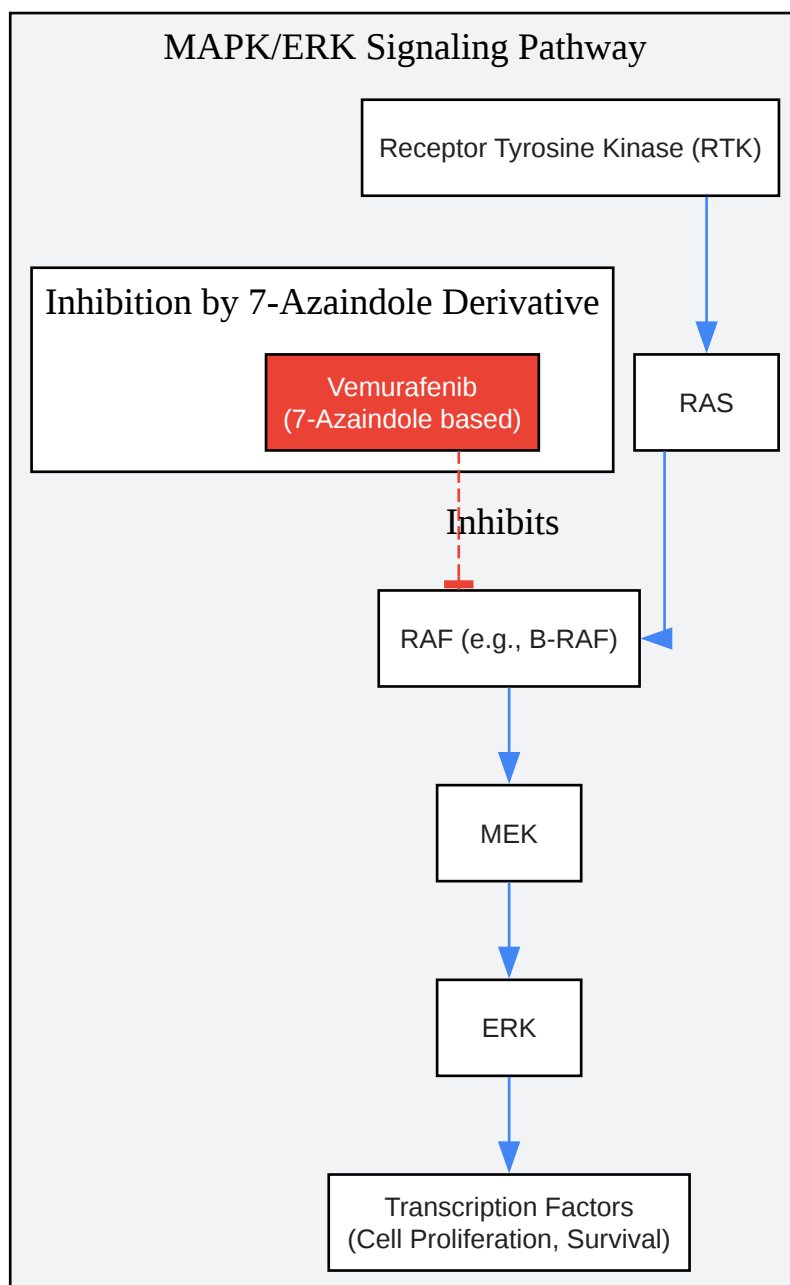 MAPK/ERK Signaling Pathway
Receptor Tyrosine Kinase (RTK)
Inhibition by 7-Azaindole Derivative
Vemurafenib
(7-Azaindole based)
RAS
Inhibits
RAF (e.g., B-RAF)
MEK
ERK
Transcription Factors
(Cell Proliferation, Survival)